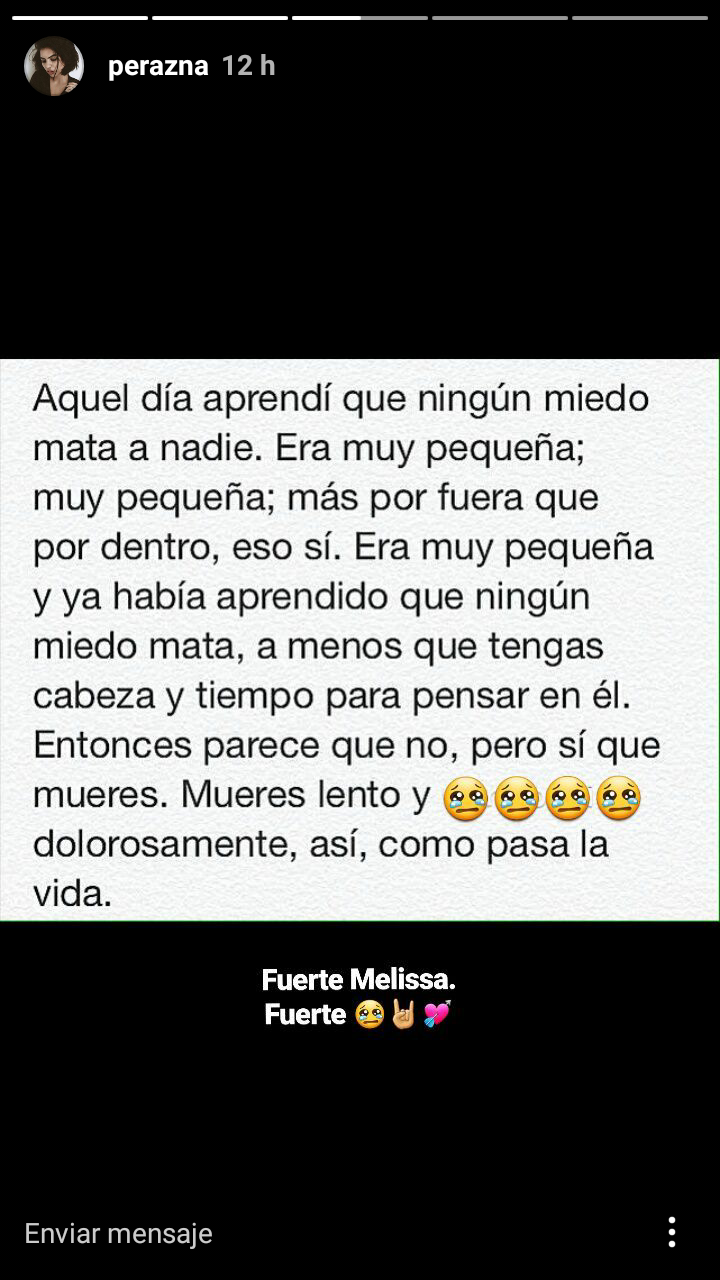 perazna 12 h
Aquel día aprendí que ningún miedo
mata a nadie. Era muy pequeña;
muy pequeña; más por fuera que
por dentro, eso sí. Era muy pequeña
y ya había aprendido que ningún
miedo mata, a menos que tengas
cabeza y tiempo para pensar en él.
Entonces parece que no, pero sí que
mueres. Mueres lento y 😢😢😢😢
dolorosamente, así, como pasa la
vida.
Fuerte Melissa.
Fuerte 😢🤘🏼💘
Enviar mensaje